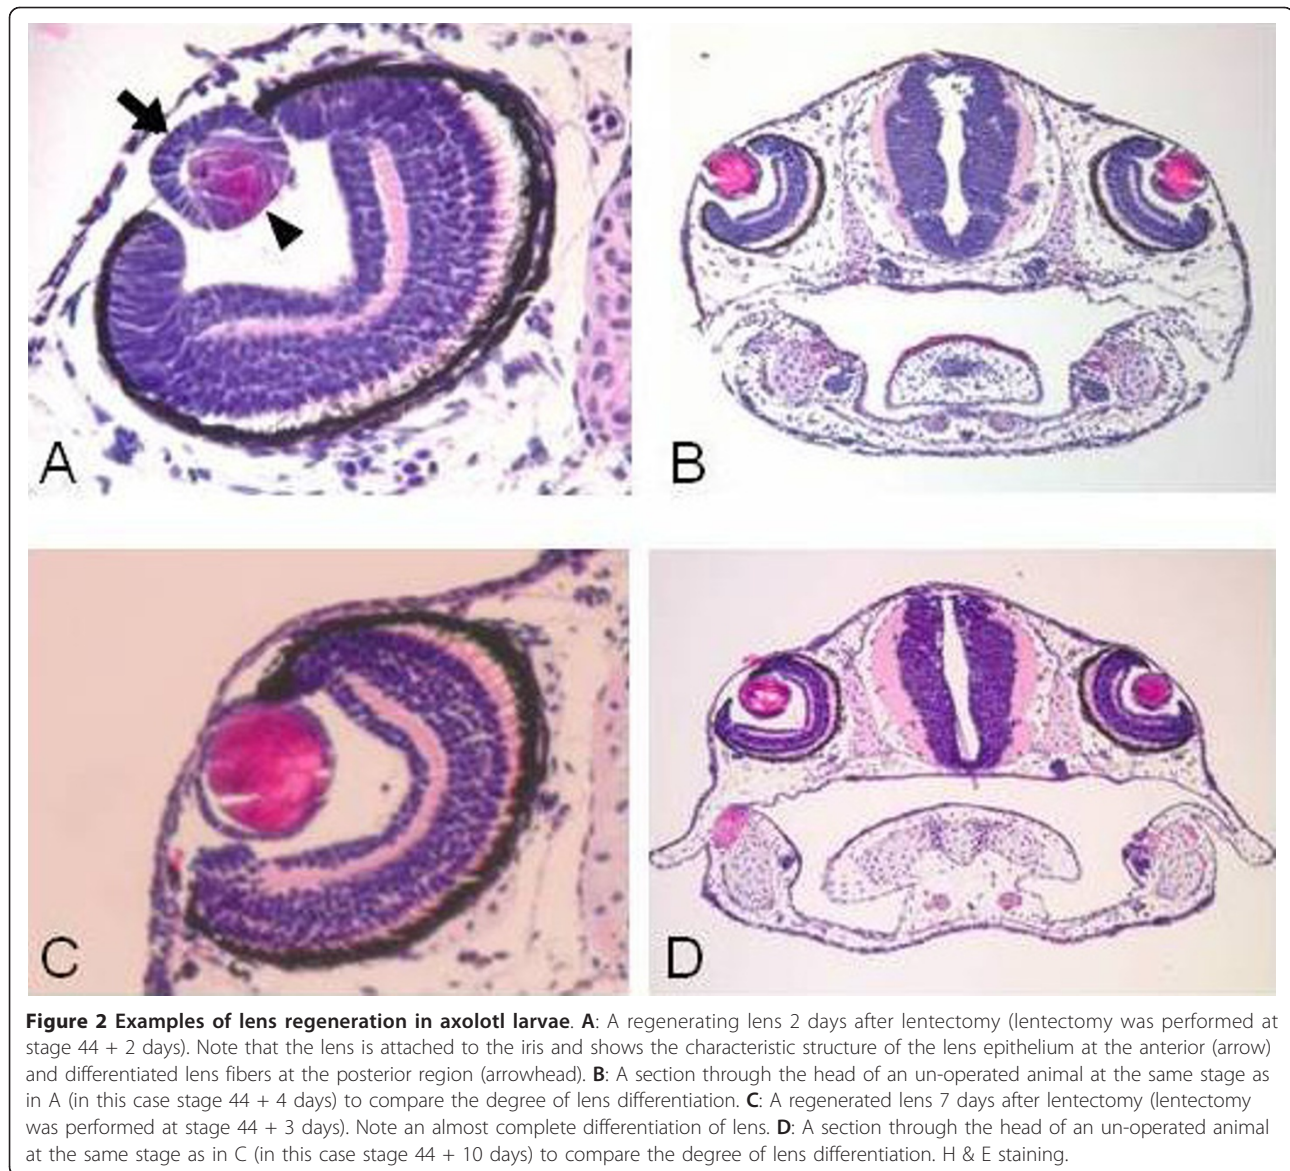 A
B
C
D
Figure 2 Examples of lens regeneration in axolotl larvae. A: A regenerating lens 2 days after lentectomy (lentectomy was performed at
stage 44 + 2 days). Note that the lens is attached to the iris and shows the characteristic structure of the lens epithelium at the anterior (arrow)
and differentiated lens fibers at the posterior region (arrowhead). B: A section through the head of an un-operated animal at the same stage as
in A (in this case stage 44 + 4 days) to compare the degree of lens differentiation. C: A regenerated lens 7 days after lentectomy (lentectomy
was performed at stage 44 + 3 days). Note an almost complete differentiation of lens. D: A section through the head of an un-operated animal
at the same stage as in C (in this case stage 44 + 10 days) to compare the degree of lens differentiation. H & E staining.